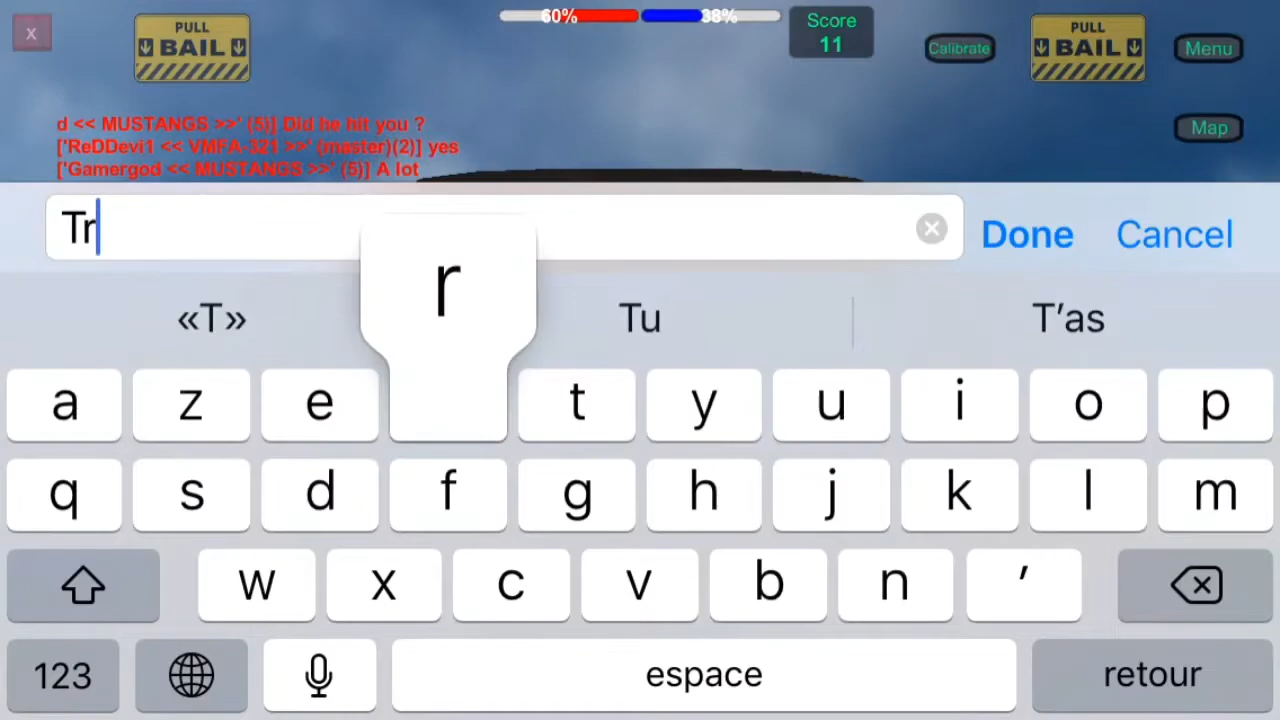 x
PULL
BAIL
60%
38%
Score
11
Calibrate
PULL
BAIL
Menu
Map
d << MUSTANGS >>' (5)] Did he hit you ?
['ReDDevi1 << VMFA-321 >>' (master)(2)] yes
['Gamergod << MUSTANGS >>' (5)] A lot
Tr
Done
Cancel
r
«T»
Tu
T'as
a z e t y u i o p
q s d f g h j k l m
w x c v b n '
123
espace
retour